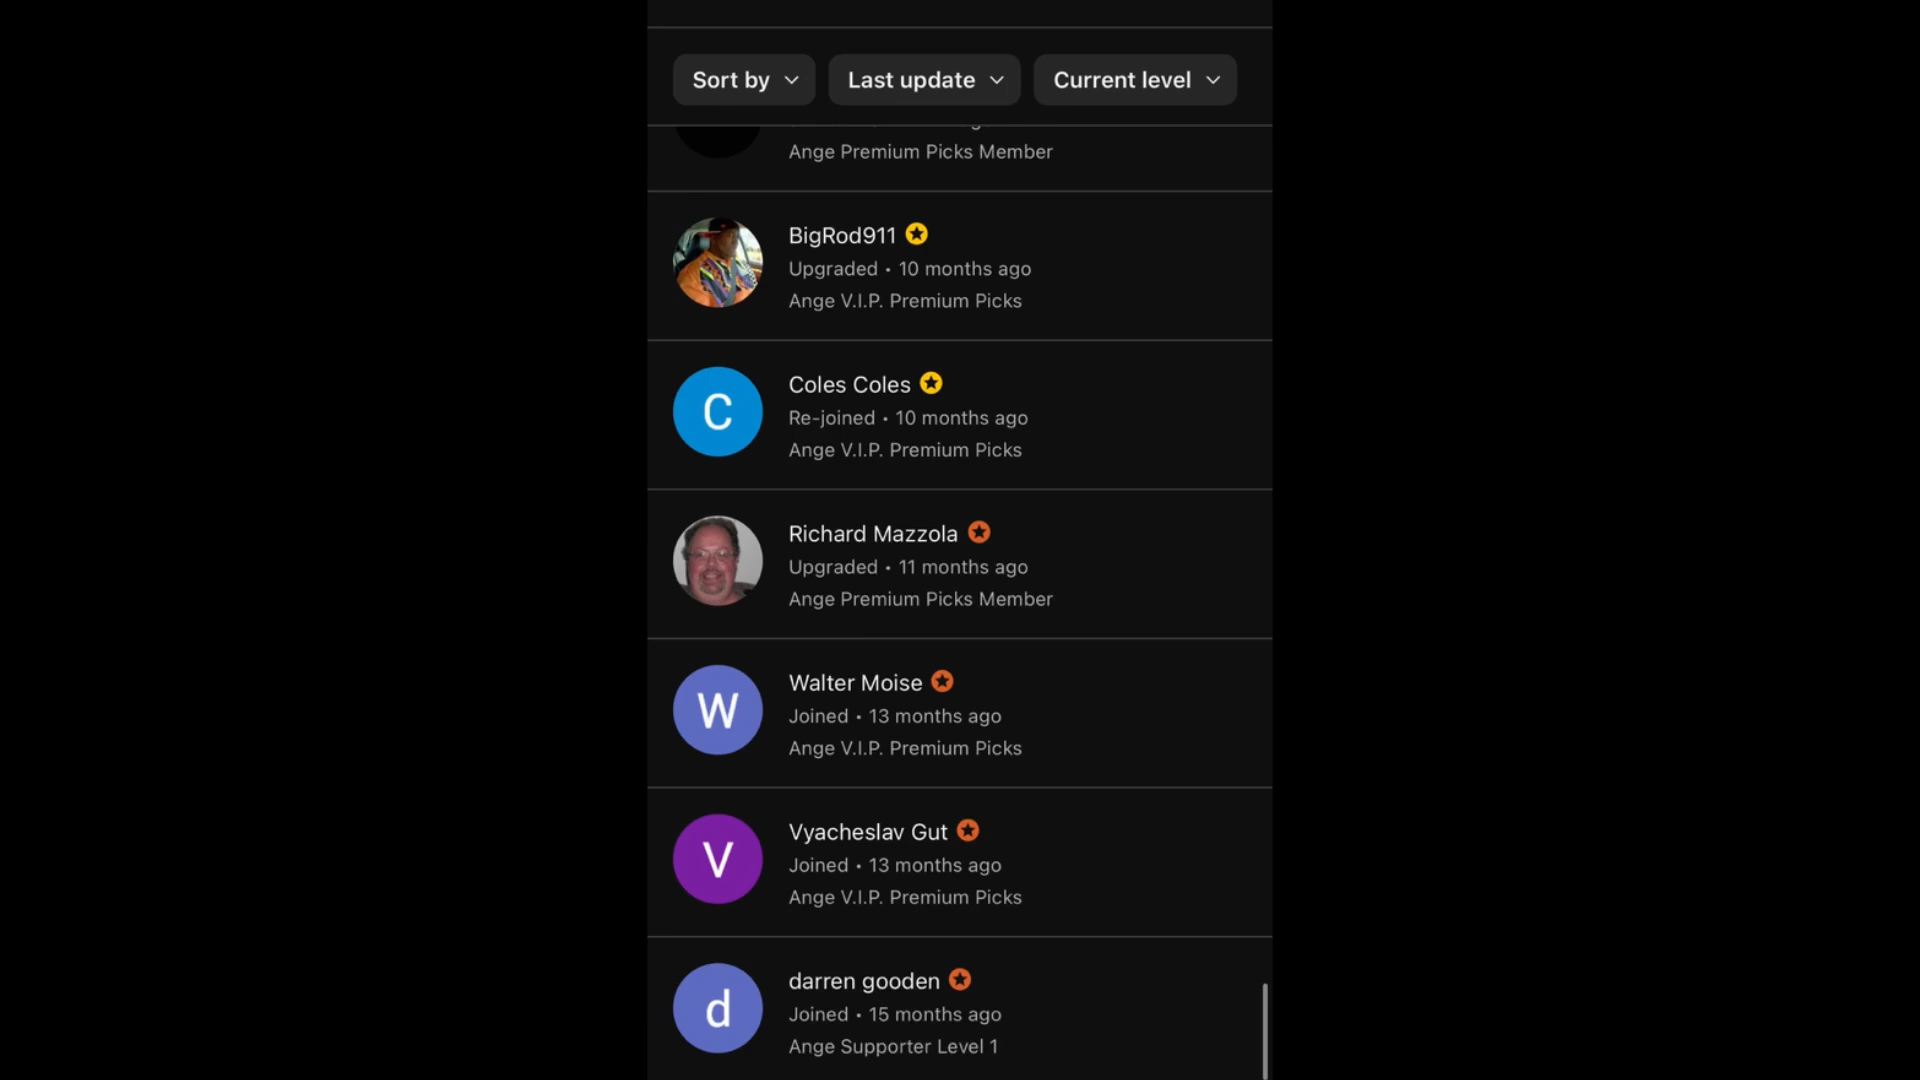 Sort by
Last update
Current level
Ange Premium Picks Member
BigRod911
Upgraded • 10 months ago
Ange V.I.P. Premium Picks
C
Coles Coles
Re-joined • 10 months ago
Ange V.I.P. Premium Picks
Richard Mazzola
Upgraded • 11 months ago
Ange Premium Picks Member
W
Walter Moise
Joined • 13 months ago
Ange V.I.P. Premium Picks
V
Vyacheslav Gut
Joined • 13 months ago
Ange V.I.P. Premium Picks
d
darren gooden
Joined • 15 months ago
Ange Supporter Level 1